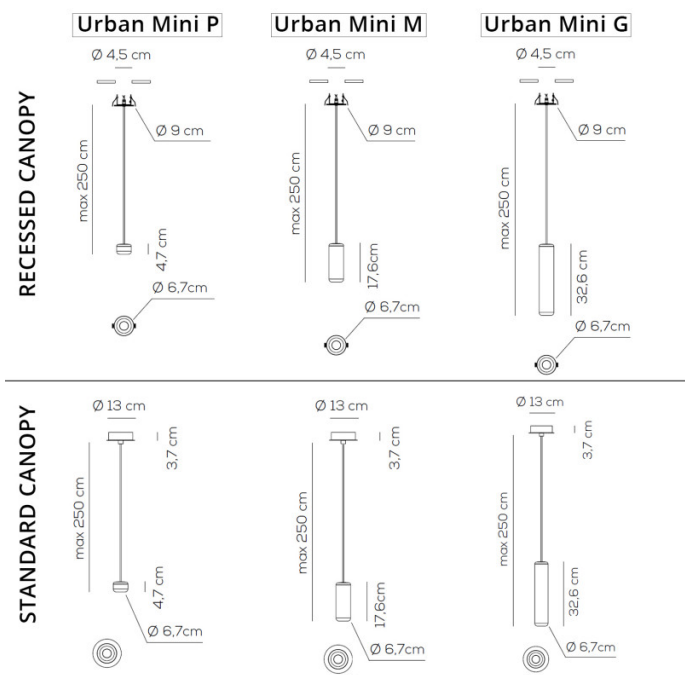 Urban Mini P
Urban Mini M
Urban Mini G
RECESSED CANOPY
Ø 4,5 cm
Ø 9 cm
max 250 cm
4,7 cm
Ø 6,7cm
Ø 4,5 cm
Ø 9 cm
max 250 cm
17,6cm
Ø 6,7cm
Ø 4,5 cm
Ø 9 cm
max 250 cm
32,6 cm
Ø 6,7cm
STANDARD CANOPY
Ø 13 cm
3,7 cm
max 250 cm
4,7 cm
Ø 6,7cm
Ø 13 cm
3,7 cm
max 250 cm
17,6cm
Ø 6,7cm
Ø 13 cm
3,7 cm
max 250 cm
32,6 cm
Ø 6,7cm